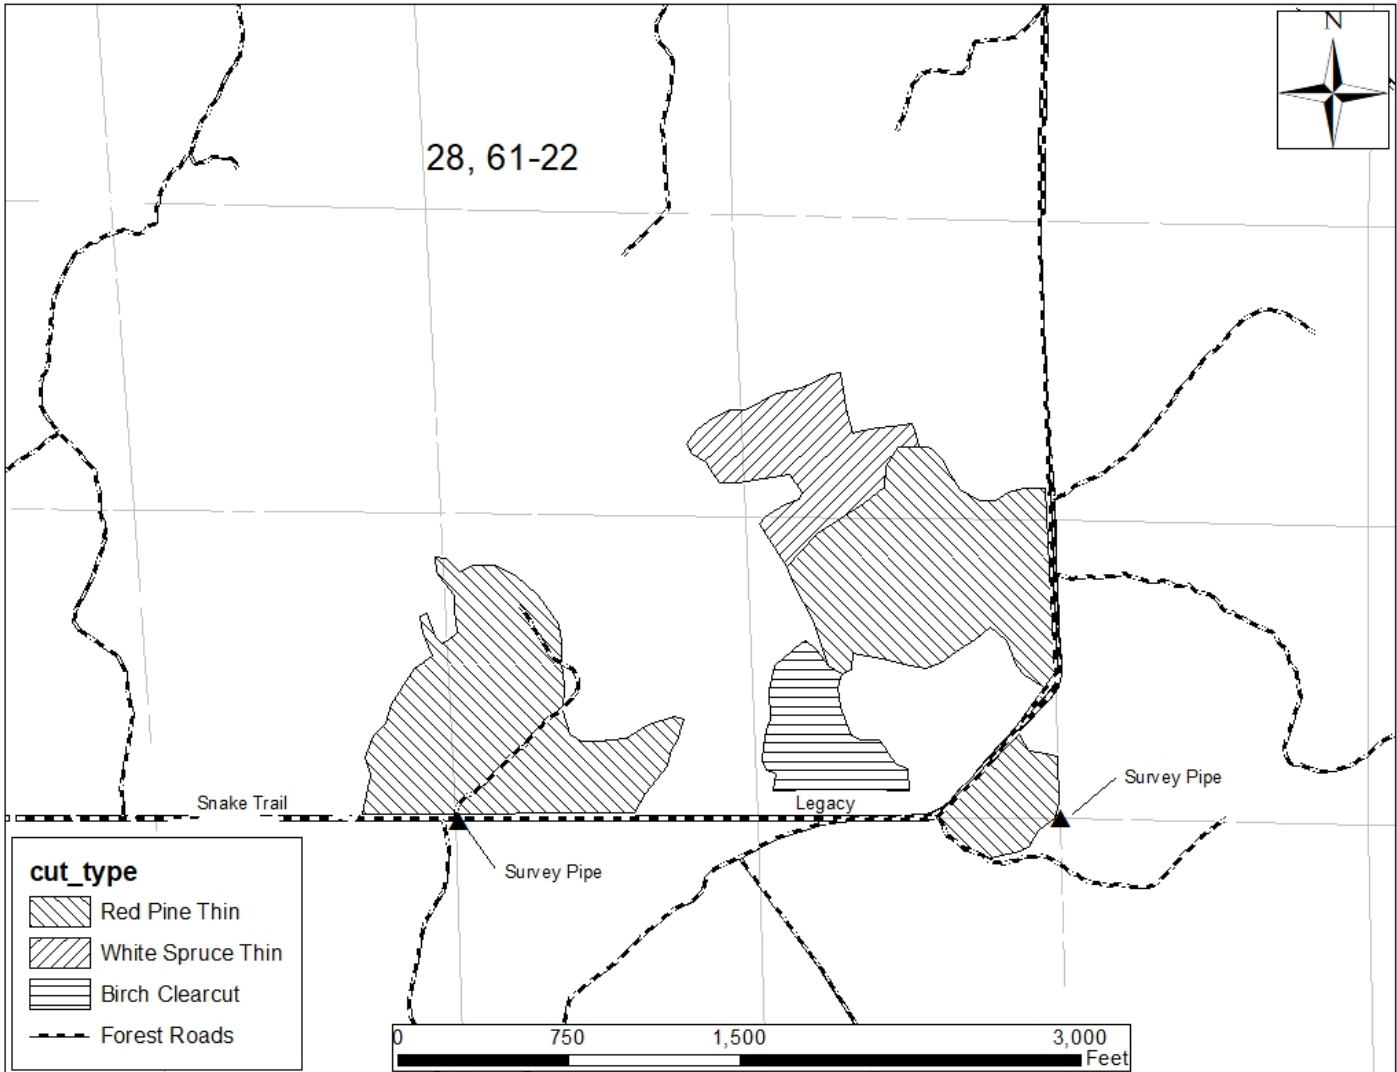 N
28, 61-22
Survey Pipe
Snake Trail
Legacy
Survey Pipe
cut_type
Red Pine Thin
White Spruce Thin
Birch Clearcut
Forest Roads
0 750 1,500 3,000
Feet